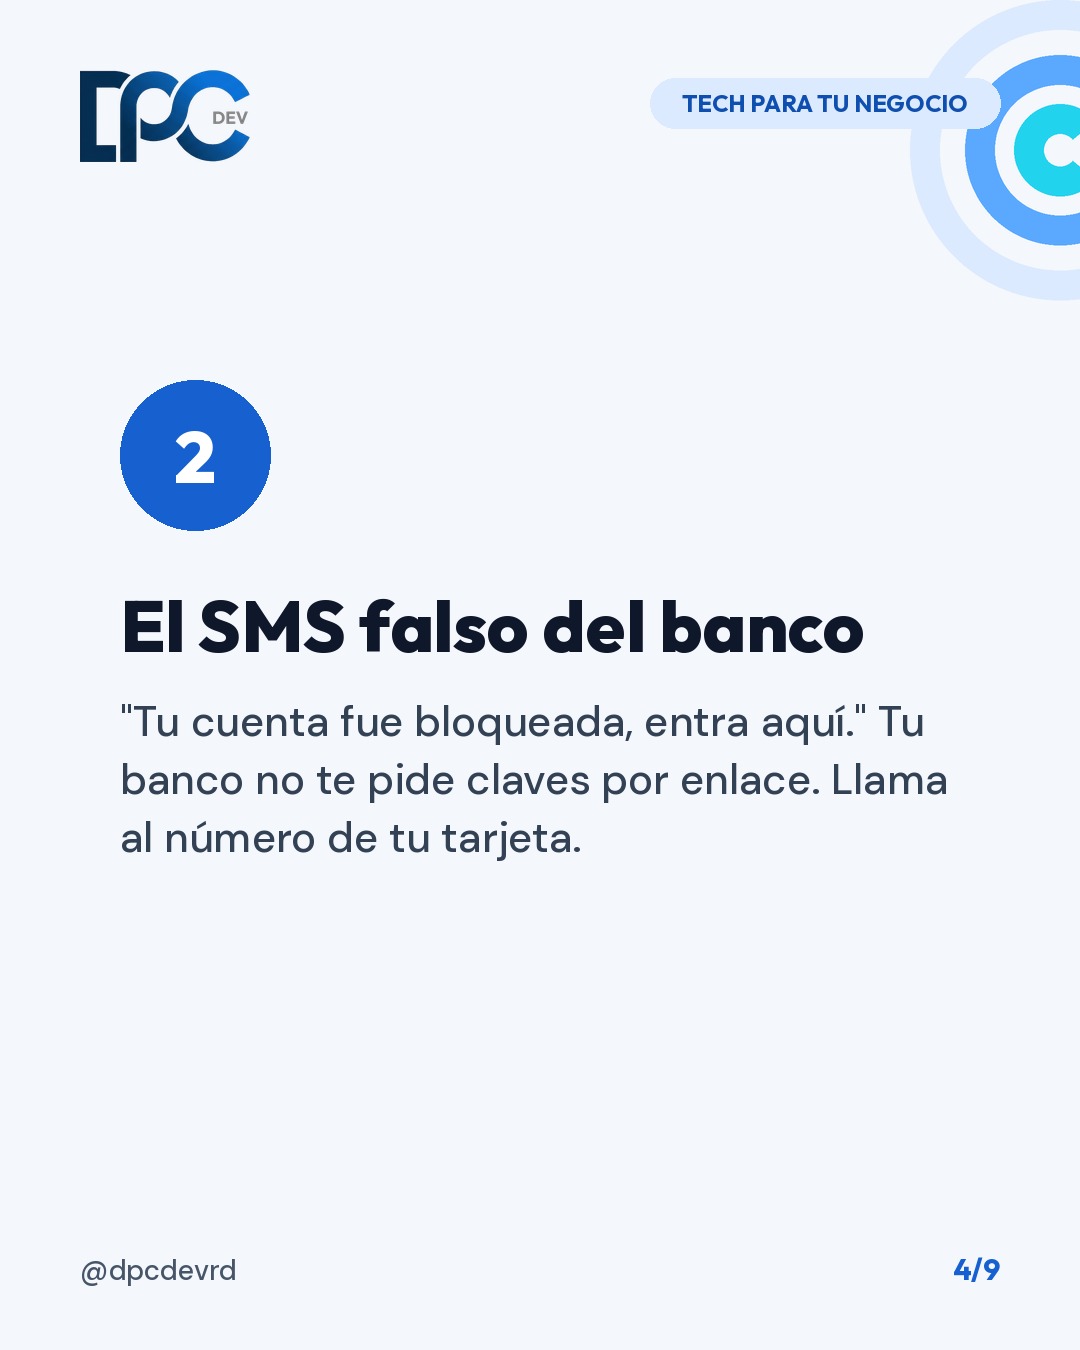 DPC
DEV
TECH PARA TU NEGOCIO
2
El SMS falso del banco
"Tu cuenta fue bloqueada, entra aquí." Tu
banco no te pide claves por enlace. Llama
al número de tu tarjeta.
@dpcdevrd
4/9